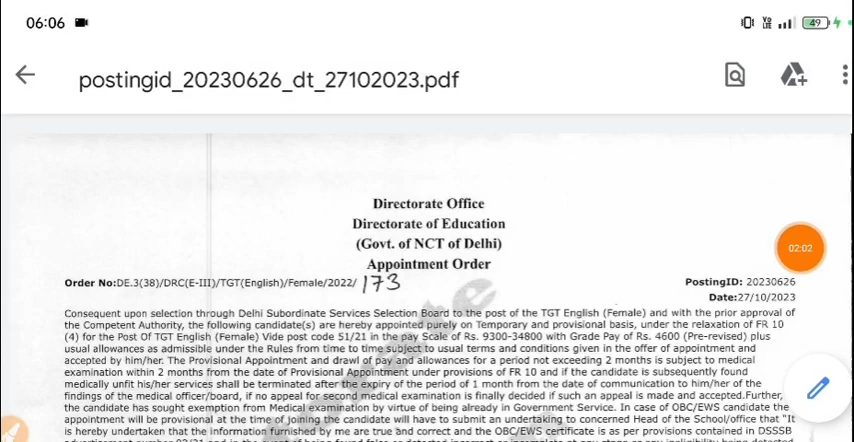 06:06
Vo LTE 49
postingid_20230626_dt_27102023.pdf
Directorate Office
Directorate of Education
(Govt. of NCT of Delhi)
02:02
Appointment Order
Order No:DE.3(38)/DRC(E-III)/TGT(English)/Female/2022/ 173
PostingID: 20230626
Date:27/10/2023
Consequent upon selection through Delhi Subordinate Services Selection Board to the post of the TGT English (Female) and with the prior approval of
the Competent Authority, the following candidate(s) are hereby appointed purely on Temporary and provisional basis, under the relaxation of FR 10
(4) for the Post Of TGT English (Female) Vide post code 51/21 in the pay Scale of Rs. 9300-34800 with Grade Pay of Rs. 4600 (Pre-revised) plus
usual allowances as admissible under the Rules from time to time subject to usual terms and conditions given in the offer of appointment and
accepted by him/her. The Provisional Appointment and drawl of pay and allowances for a period not exceeding 2 months is subject to medical
examination within 2 months from the date of Provisional Appointment under provisions of FR 10 and if the candidate is subsequently found
medically unfit his/her services shall be terminated after the expiry of the period of 1 month from the date of communication to him/her of the
findings of the medical officer/board, if no appeal for second medical examination is finally decided if such an appeal is made and accepted.Further,
the candidate has sought exemption from Medical examination by virtue of being already in Government Service. In case of OBC/EWS candidate the
appointment will be provisional at the time of joining the candidate will have to submit an undertaking to concerned Head of the School/office that "It
is hereby undertaken that the information furnished by me are true and correct and the OBC/EWS certificate is as per provisions contained in DSSSB